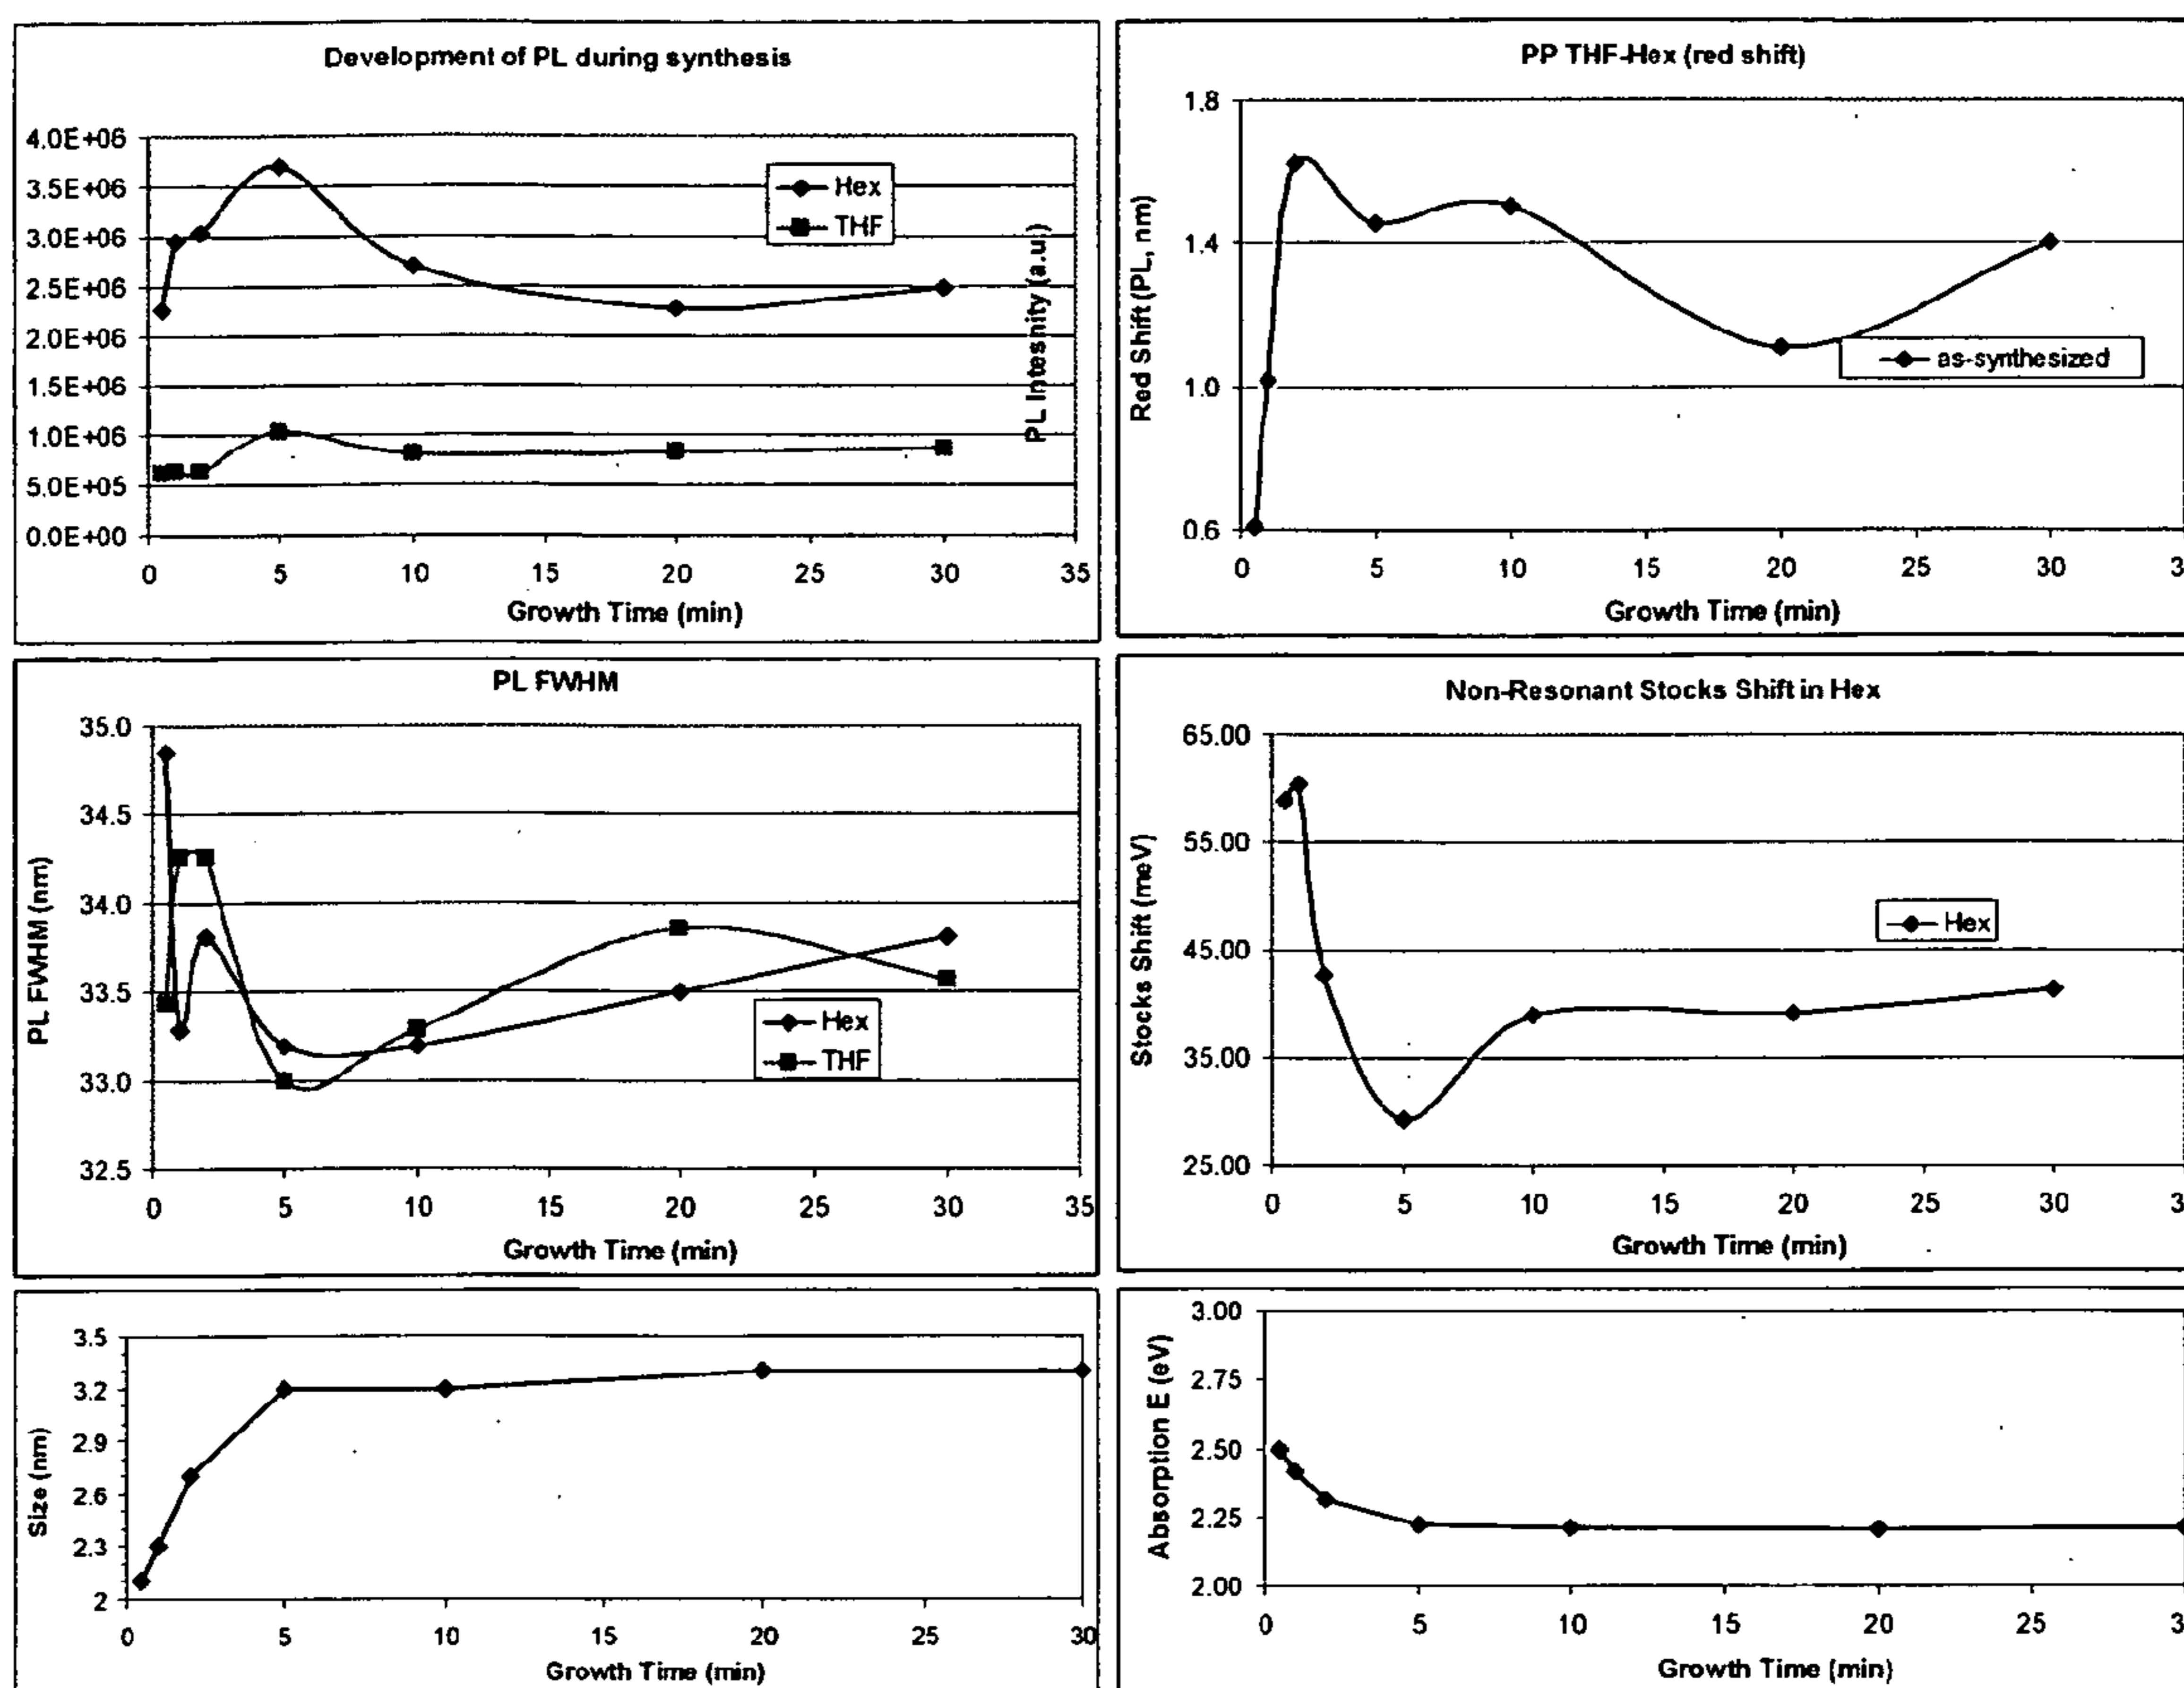 Development of PL during synthesis
4.0E+06
3.5E+06
3.0E+06
2.5E+06
2.0E+06
1.5E+06
1.0E+06
5.0E+05
0.0E+00
Hex
THF
PL Intesnity (a.u.)
0 5 10 15 20 25 30 35
Growth Time (min)
PP THF-Hex (red shift)
Red Shift (PL, nm)
1.8
1.4
1.0
0.6
as-synthesized
0 5 10 15 20 25 30 3
Growth Time (min)
PL FWHM
PL FWHM (nm)
35.0
34.5
34.0
33.5
33.0
32.5
Hex
THF
0 5 10 15 20 25 30 35
Growth Time (min)
Non-Resonant Stocks Shift in Hex
Stocks Shift (meV)
65.00
55.00
45.00
35.00
25.00
Hex
0 5 10 15 20 25 30 3
Growth Time (min)
Size (nm)
3.5
3.2
2.9
2.6
2.3
2
0 5 10 15 20 25 30
Growth Time (min)
Absorption E (eV)
3.00
2.75
2.50
2.25
2.00
0 5 10 15 20 25 3
Growth Time (min)